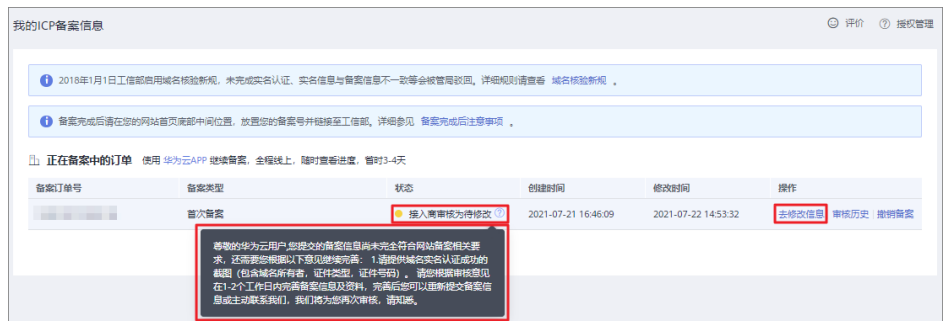 我的ICP备案信息
评价
授权管理
2018年1月1日工信部启用域名核验新规，未完成实名认证、实名信息与备案信息不一致等会被管局驳回。详细规则请查看 域名核验新规 。
备案完成后请在您的网站首页底部中间位置，放置您的备案号并链接至工信部。详细参见 备案完成后注意事项 。
正在备案中的订单 使用 华为云APP 继续备案，全程线上，随时查看进度，暂时3-4天
备案订单号 备案类型 状态 创建时间 修改时间 操作
首次备案 接入商审核为待修改 2021-07-21 16:46:09 2021-07-22 14:53:32 去修改信息 审核历史 撤销备案
尊敬的华为云用户,您提交的备案信息尚未完全符合网站备案相关要
求，还需要您根据以下意见继续完善： 1.请提供域名实名认证成功的
截图（包含域名所有者，证件类型，证件号码）。 请您根据审核意见
在1-2个工作日内完善备案信息及资料，完善后您可以重新提交备案信
息或主动联系我们，我们将为您再次审核，请知悉。